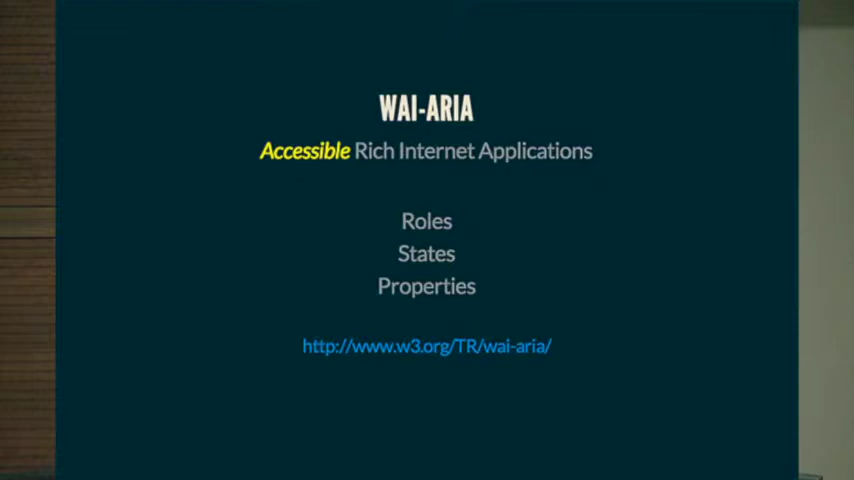 WAI-ARIA
Accessible Rich Internet Applications
Roles
States
Properties
http://www.w3.org/TR/wai-aria/